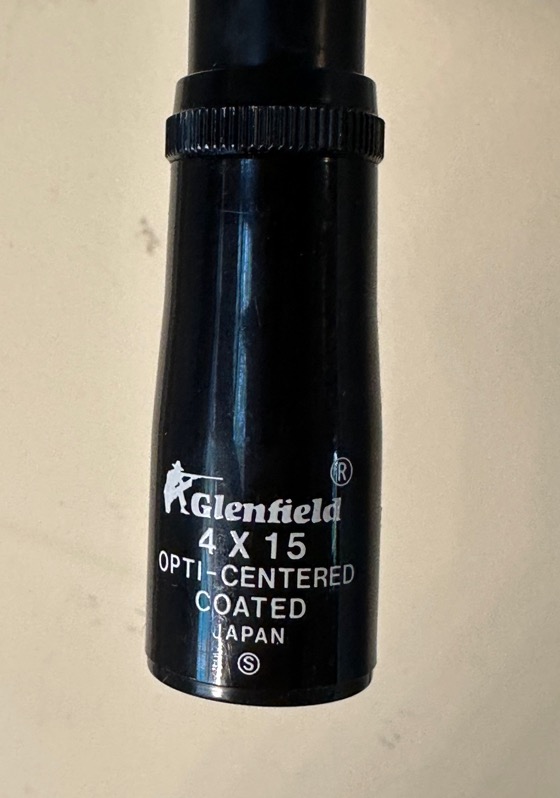 ®
Glenfield
4 X 15
OPTI-CENTERED
COATED
JAPAN
Ⓢ